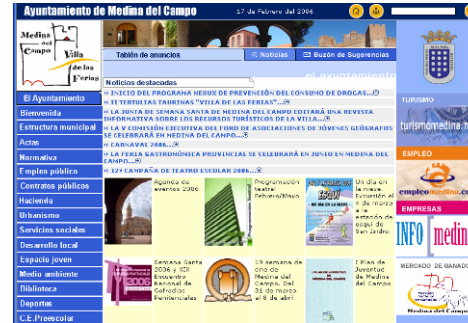 Ayuntamiento de Medina del Campo
17 de Febrero del 2006
Medina
del
Campo
Villa
de las
Ferias
Tablón de anuncios
Noticias
Buzón de Sugerencias
el ayuntamiento
Noticias destacadas
INICIO DEL PROGRAMA NEXUS DE PREVENCIÓN DEL CONSUMO DE DROGAS...
II TERTULIAS TAURINAS "VILLA DE LAS FERIAS"...
LA JUNTA DE SEMANA SANTA DE MEDINA DEL CAMPO EDITARÁ UNA REVISTA
INFORMATIVA SOBRE LOS RECURSOS TURÍSTICOS DE LA VILLA...
LA V COMISIÓN EJECUTIVA DEL FORO DE ASOCIACIONES DE JÓVENES GEÓGRAFOS
SE CELEBRARÁ EN MEDINA DEL CAMPO...
CARNAVAL 2006...
LA FERIA GASTRONÓMICA PROVINCIAL SE CELEBRARÁ EN JUNIO EN MEDINA DEL
CAMPO...
12ª CAMPAÑA DE TEATRO ESCOLAR 2006...
El Ayuntamiento
Bienvenida
Estructura municipal
Actas
Normativa
Empleo público
Contratos públicos
Hacienda
Urbanismo
Servicios sociales
Desarrollo local
Espacio joven
Medio ambiente
Biblioteca
Deportes
C.E.Preescolar
Agenda de
eventos 2006
Programación
teatral
Febrero/Mayo
ESQUÍ
Un día en
la nieve.
Excursión el
4 de marzo
a la
estación de
esquí de
San Isidro.
2006
Semana Santa
2006 y XIX
Encuentro
Nacional de
Cofradías
Penitenciales
19 semana de
cine de
Medina del
Campo. Del
31 de marzo
al 8 de abril
I Plan de
Juventud
de Medina
del Campo
TURISMO
turismomedina.
EMPLEO
empleomedina.c
EMPRESAS
INFO medin
MERCADO DE GANADO
Medina del Campo